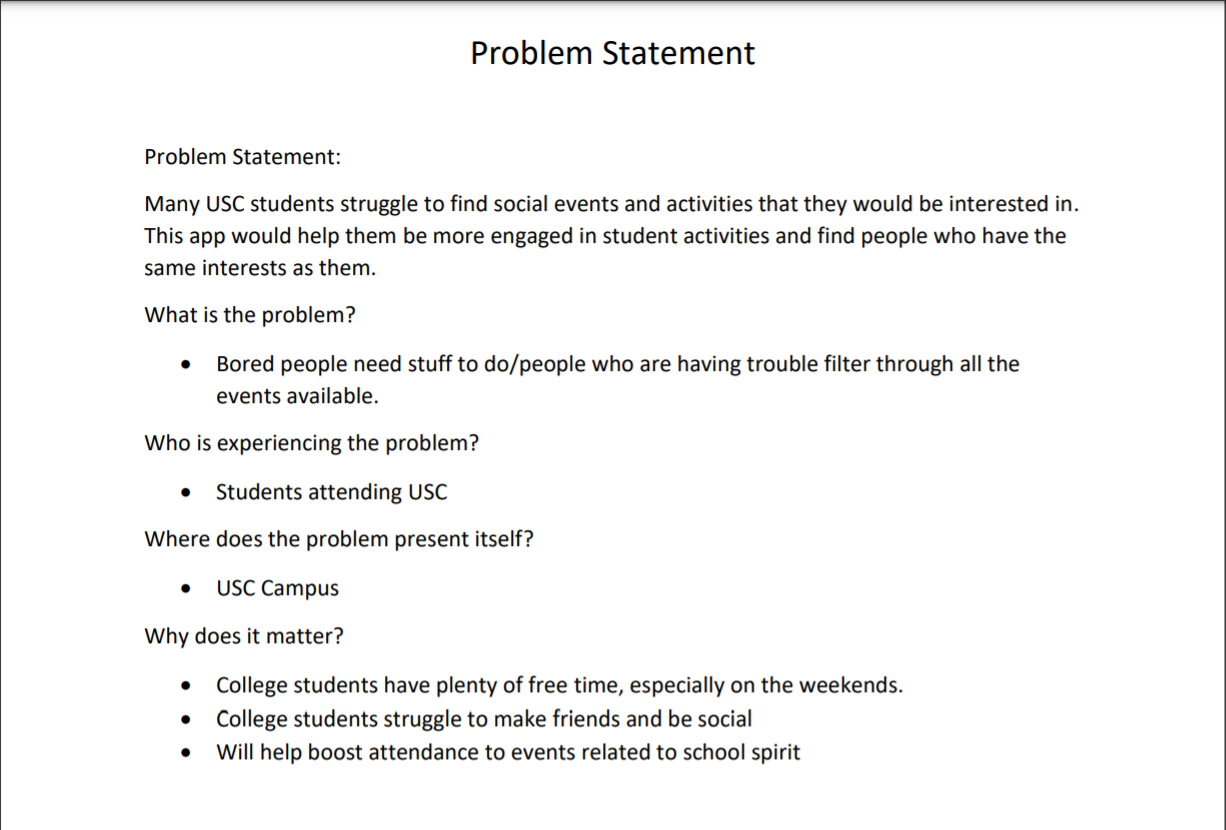 Problem Statement
Problem Statement:
Many USC students struggle to find social events and activities that they would be interested in.
This app would help them be more engaged in student activities and find people who have the
same interests as them.
What is the problem?
• Bored people need stuff to do/people who are having trouble filter through all the
events available.
Who is experiencing the problem?
• Students attending USC
Where does the problem present itself?
• USC Campus
Why does it matter?
• College students have plenty of free time, especially on the weekends.
• College students struggle to make friends and be social
• Will help boost attendance to events related to school spirit